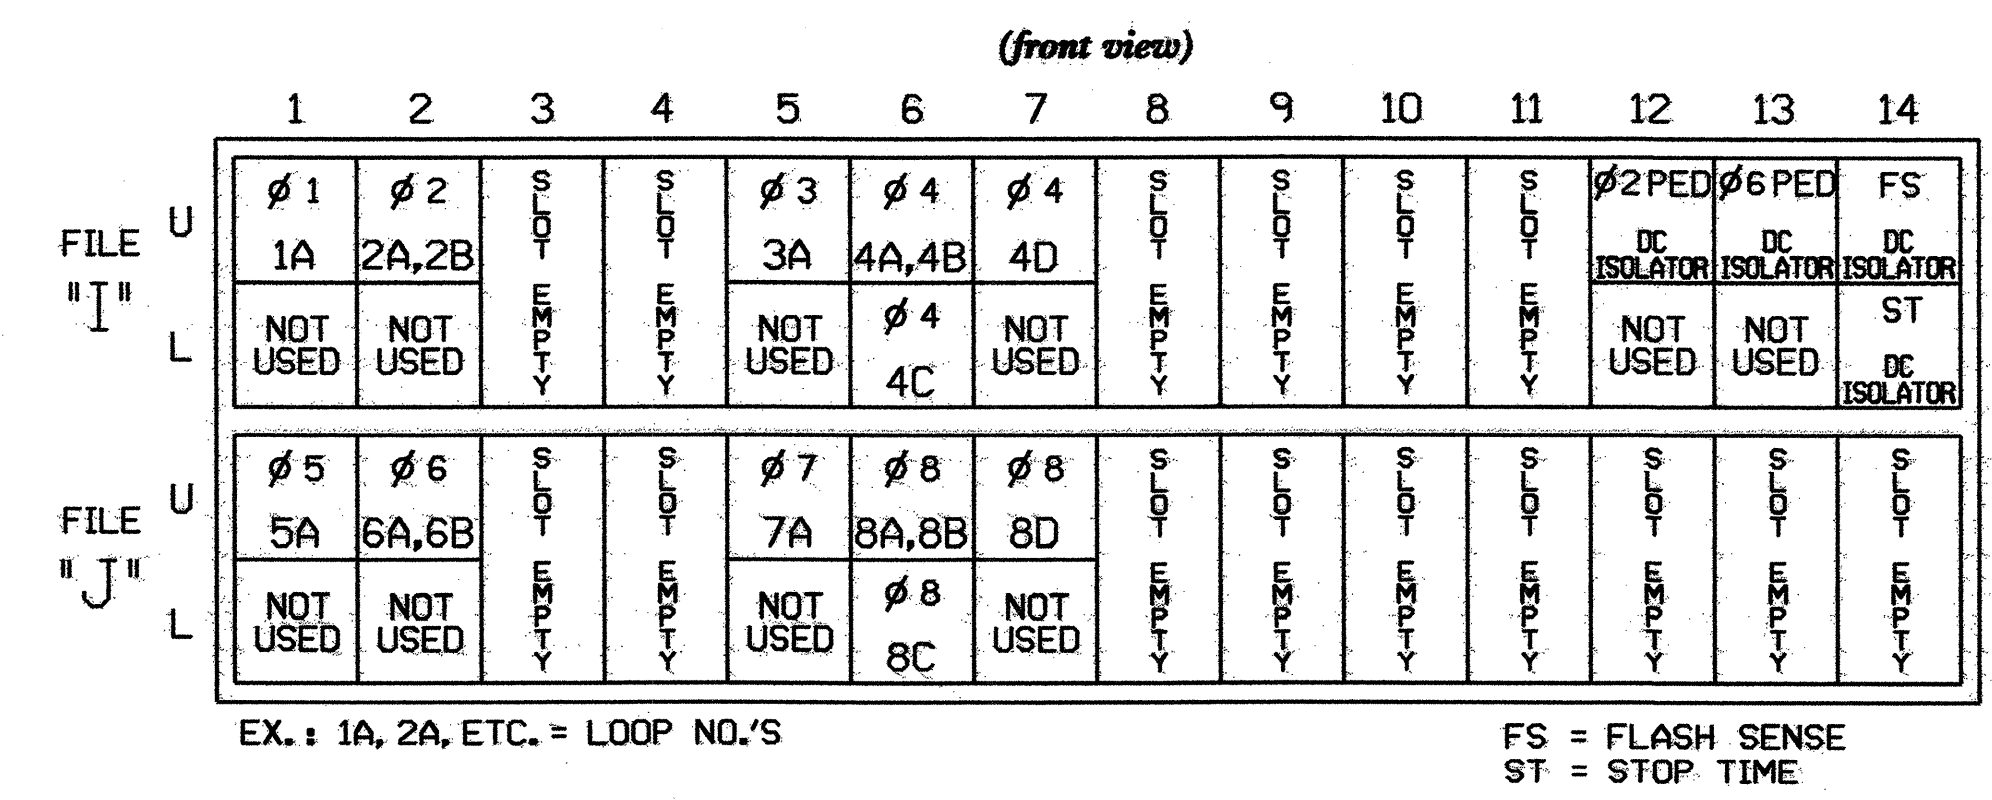 (front view)
1 2 3 4 5 6 7 8 9 10 11 12 13 14
FILE "I"
U
L
ø 1 1A
ø 2 2A,2B
SLOT EMPTY
SLOT EMPTY
ø 3 3A
ø 4 4A,4B
ø 4 4D
SLOT EMPTY
SLOT EMPTY
SLOT EMPTY
SLOT EMPTY
ø2PED DC ISOLATOR
ø6PED DC ISOLATOR
FS DC ISOLATOR
NOT USED
NOT USED
NOT USED
ø 4 4C
NOT USED
NOT USED
NOT USED
ST DC ISOLATOR
FILE "J"
U
L
ø 5 5A
ø 6 6A,6B
SLOT EMPTY
SLOT EMPTY
ø 7 7A
ø 8 8A,8B
ø 8 8D
SLOT EMPTY
SLOT EMPTY
SLOT EMPTY
SLOT EMPTY
SLOT EMPTY
SLOT EMPTY
SLOT EMPTY
NOT USED
NOT USED
NOT USED
ø 8 8C
NOT USED
EX.: 1A, 2A, ETC. = LOOP NO.'S
FS = FLASH SENSE
ST = STOP TIME